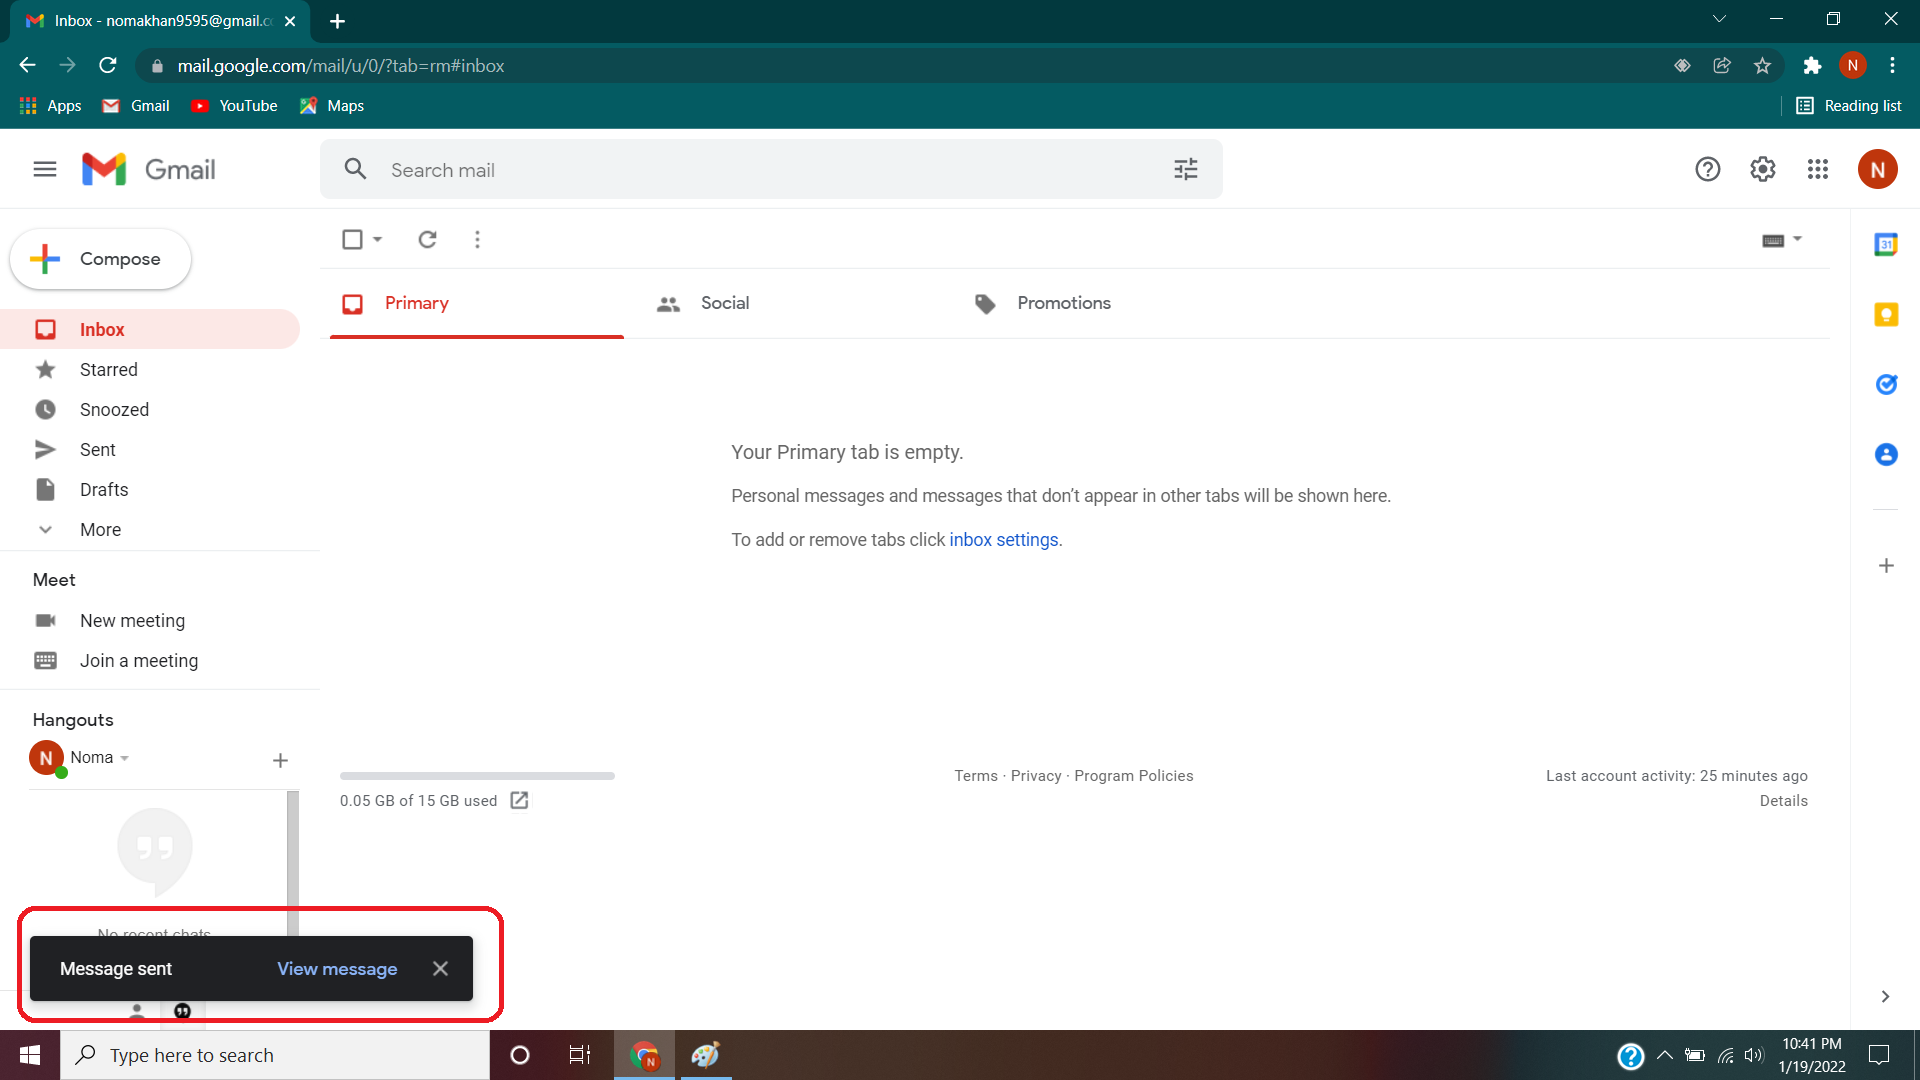 Inbox - nomakhan9595@gmail.c
mail.google.com/mail/u/0/?tab=rm#inbox
N
Apps
Gmail
YouTube
Maps
Reading list
Gmail
Search mail
N
Compose
Inbox
Starred
Snoozed
Sent
Drafts
More
Meet
New meeting
Join a meeting
Hangouts
N
Noma
No recent chats
Message sent
View message
Primary
Social
Promotions
Your Primary tab is empty.
Personal messages and messages that don’t appear in other tabs will be shown here.
To add or remove tabs click inbox settings.
0.05 GB of 15 GB used
Terms · Privacy · Program Policies
Last account activity: 25 minutes ago
Details
31
Type here to search
N
10:41 PM
1/19/2022